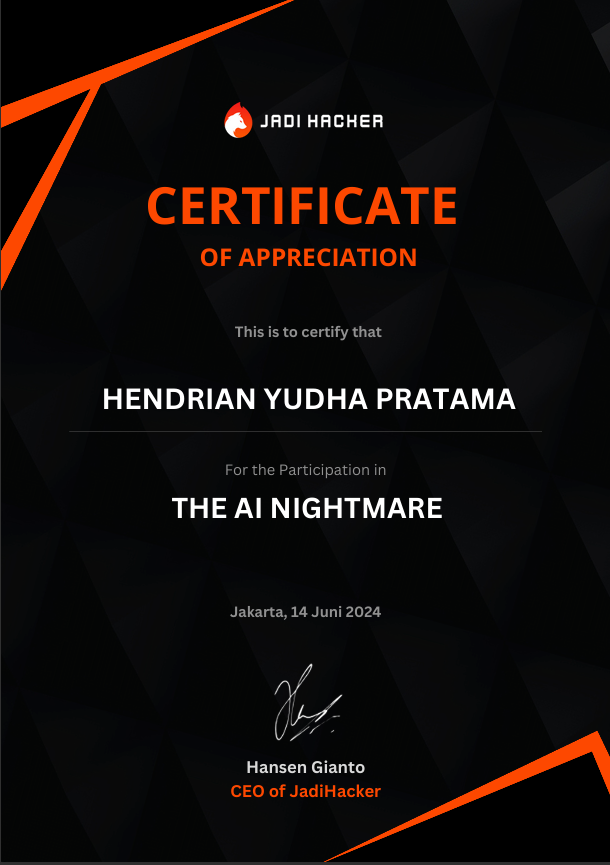 JADI HACKER
CERTIFICATE
OF APPRECIATION
This is to certify that
HENDRIAN YUDHA PRATAMA
For the Participation in
THE AI NIGHTMARE
Jakarta, 14 Juni 2024
Hansen Gianto
CEO of JadiHacker